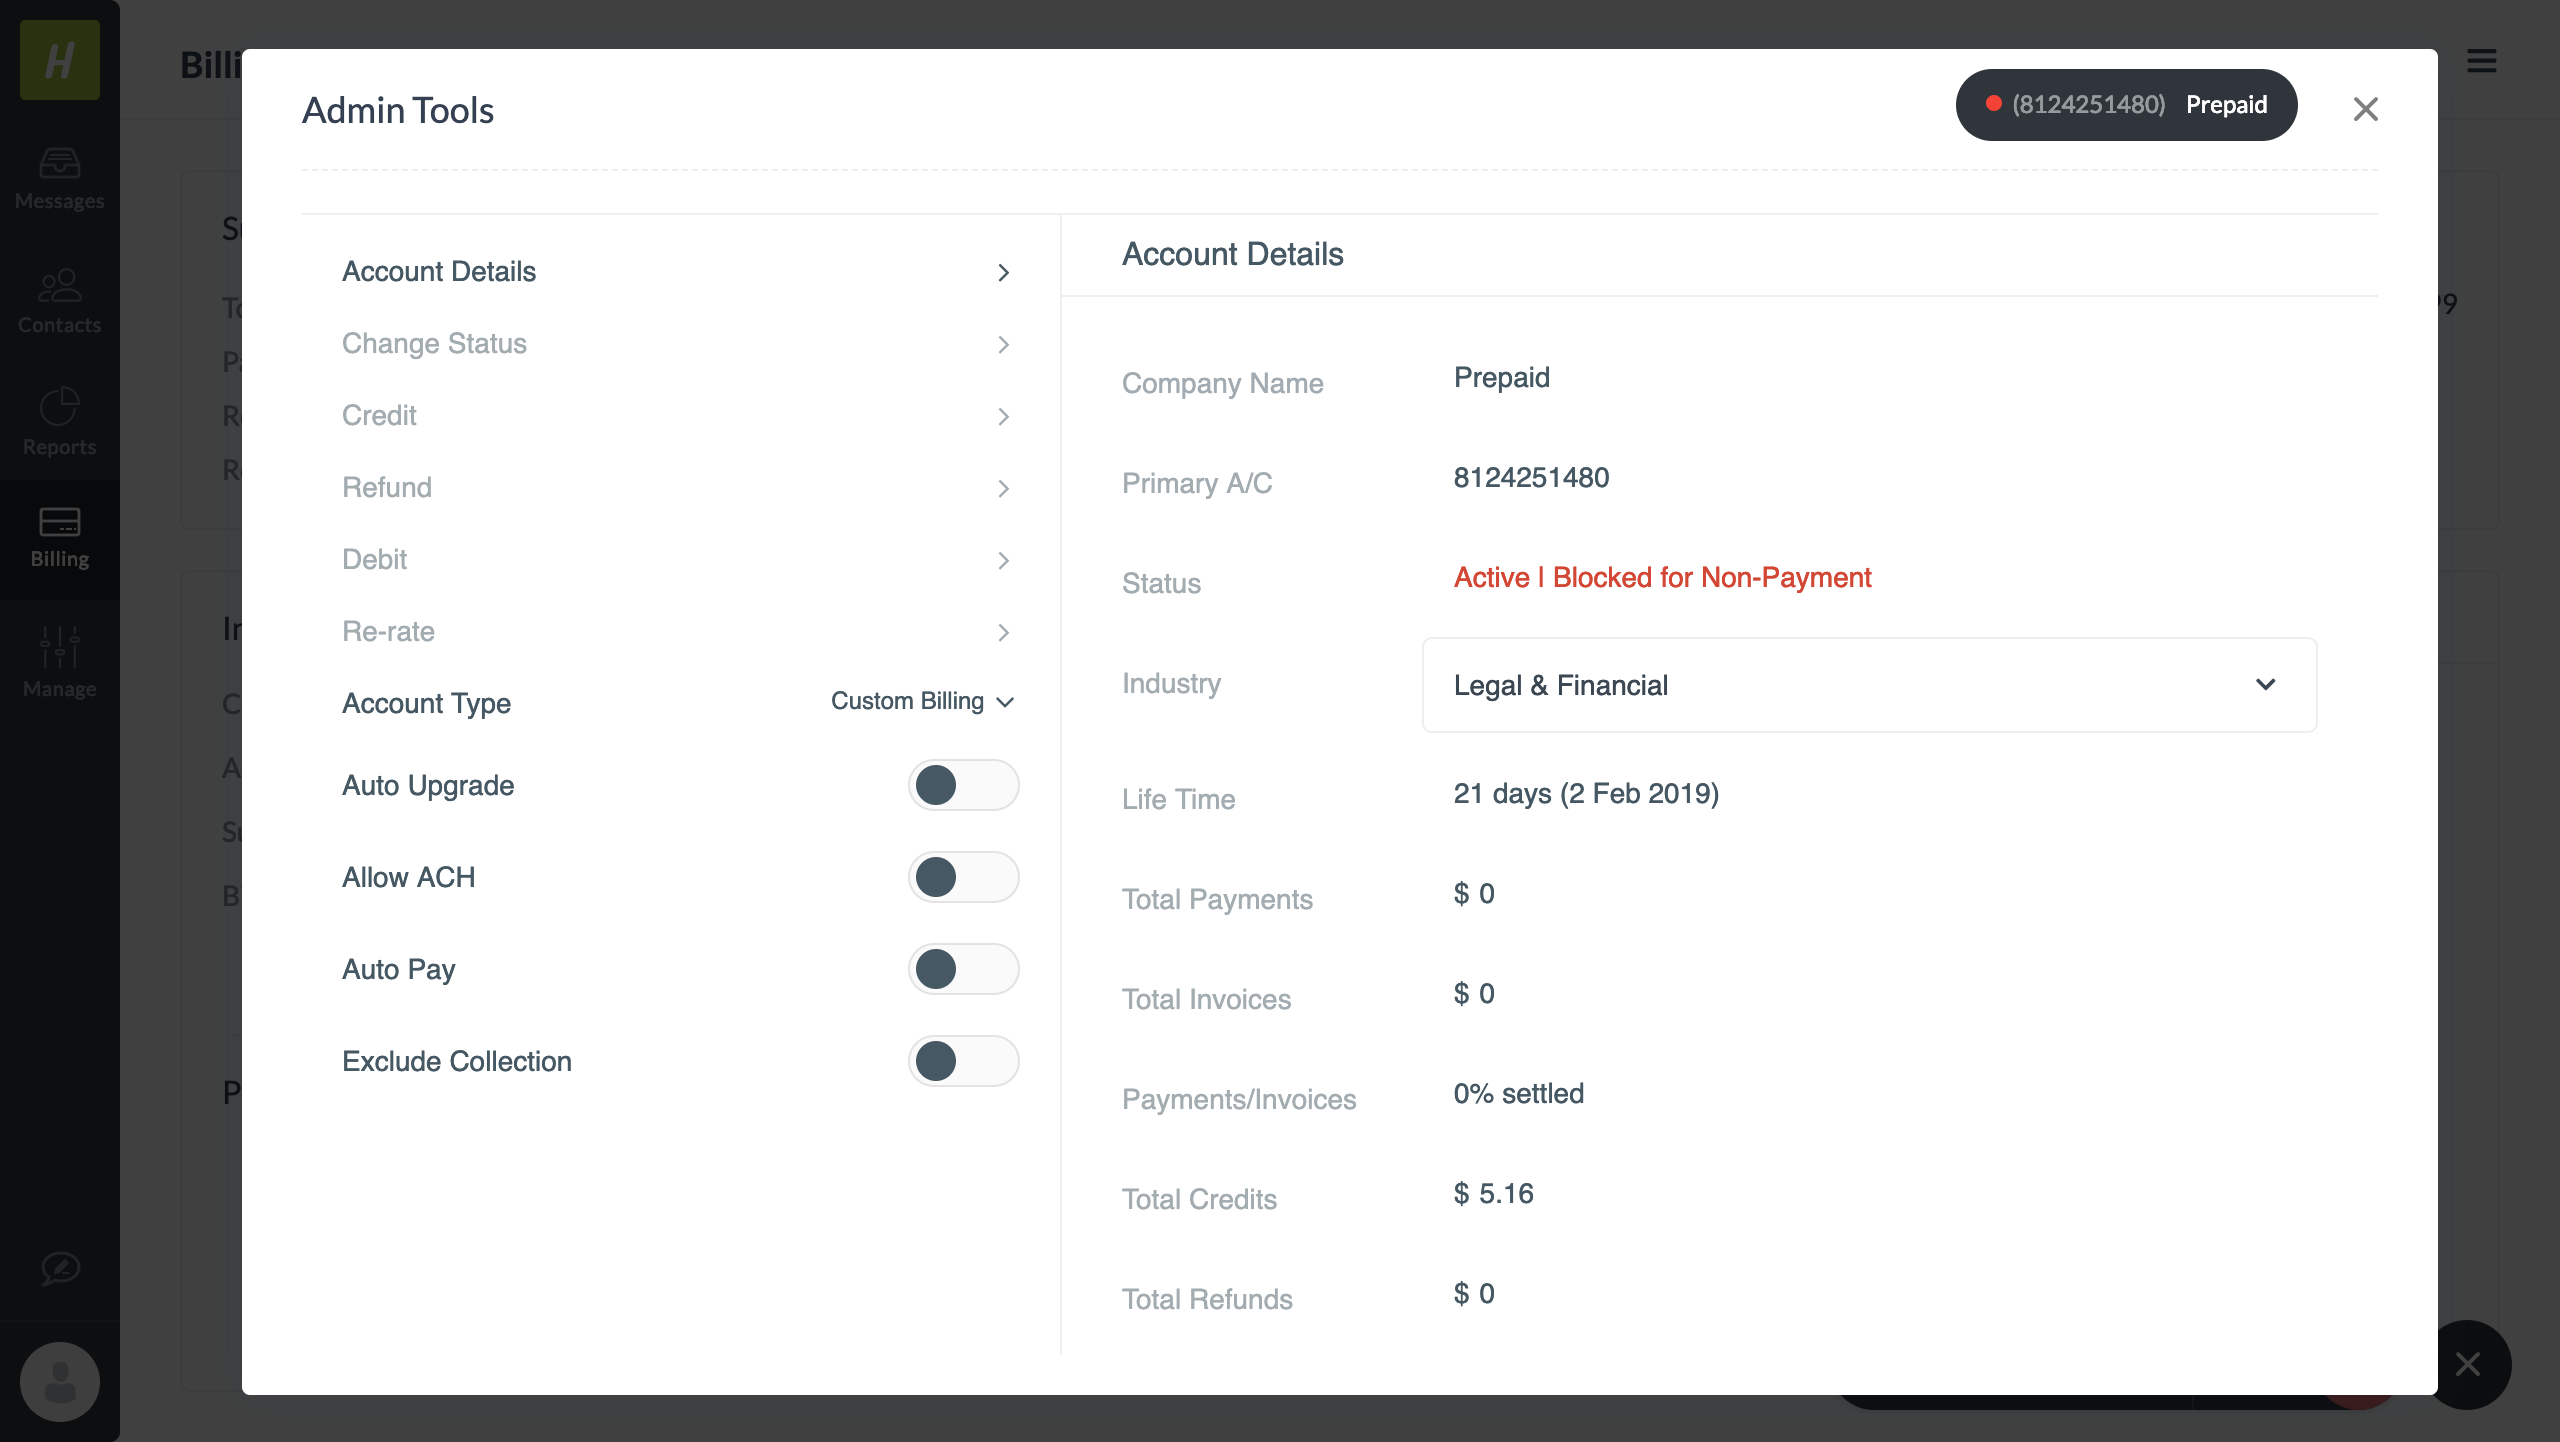 H
Messages
Contacts
Reports
Billing
Manage
Billi
Admin Tools
(8124251480) Prepaid
Account Details
Change Status
Credit
Refund
Debit
Re-rate
Account Type
Custom Billing
Auto Upgrade
Allow ACH
Auto Pay
Exclude Collection
Account Details
Company Name
Prepaid
Primary A/C
8124251480
Status
Active | Blocked for Non-Payment
Industry
Legal & Financial
Life Time
21 days (2 Feb 2019)
Total Payments
$ 0
Total Invoices
$ 0
Payments/Invoices
0% settled
Total Credits
$ 5.16
Total Refunds
$ 0